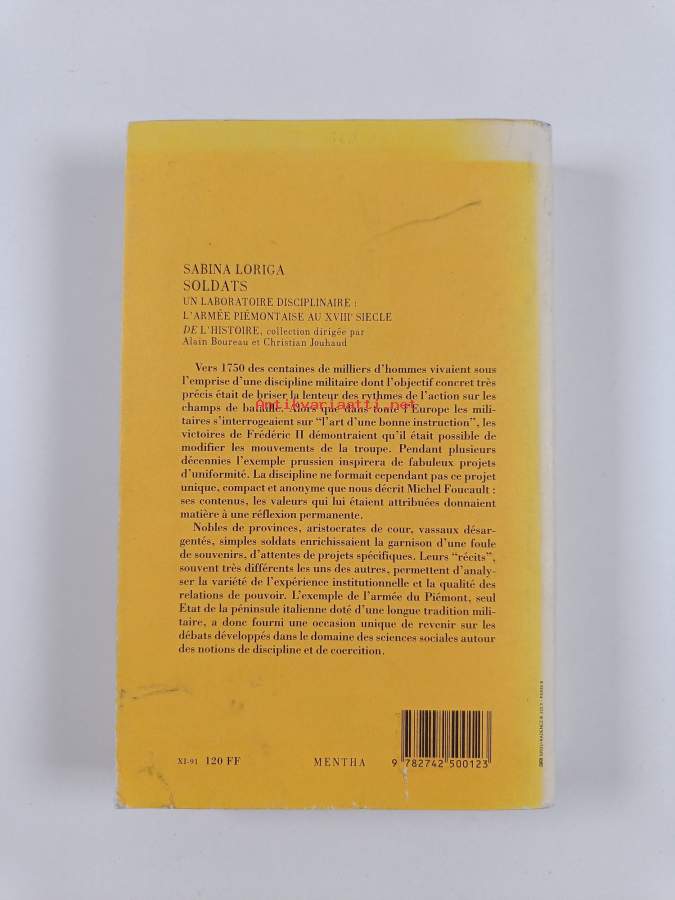 SABINA LORIGA
SOLDATS
UN LABORATOIRE DISCIPLINAIRE :
L'ARMÉE PIÉMONTAISE AU XVIIIᵉ SIECLE
DE L'HISTOIRE, collection dirigée par
Alain Boureau et Christian Jouhaud
Vers 1750 des centaines de milliers d'hommes vivaient sous
l'emprise d'une discipline militaire dont l'objectif concret très
précis était de briser la lenteur des rythmes de l'action sur les
champs de bataille. Alors que dans toute l'Europe les mili-
Antikvariaatti.net
taires s'interrogeaient sur "l'art d'une bonne instruction", les
victoires de Frédéric II démontraient qu'il était possible de
modifier les mouvements de la troupe. Pendant plusieurs
décennies l'exemple prussien inspirera de fabuleux projets
d'uniformité. La discipline ne formait cependant pas ce projet
unique, compact et anonyme que nous décrit Michel Foucault :
ses contenus, les valeurs qui lui étaient attribuées donnaient
matière à une réflexion permanente.
Nobles de provinces, aristocrates de cour, vassaux désar-
gentés, simples soldats enrichissaient la garnison d'une foule
de souvenirs, d'attentes de projets spécifiques. Leurs "récits",
souvent très différents les uns des autres, permettent d'analy-
ser la variété de l'expérience institutionnelle et la qualité des
relations de pouvoir. L'exemple de l'armée du Piémont, seul
Etat de la péninsule italienne doté d'une longue tradition mili-
taire, a donc fourni une occasion unique de revenir sur les
débats développés dans le domaine des sciences sociales autour
des notions de discipline et de coercition.
XI-91 120 FF
MENTHA
9 782742 500123